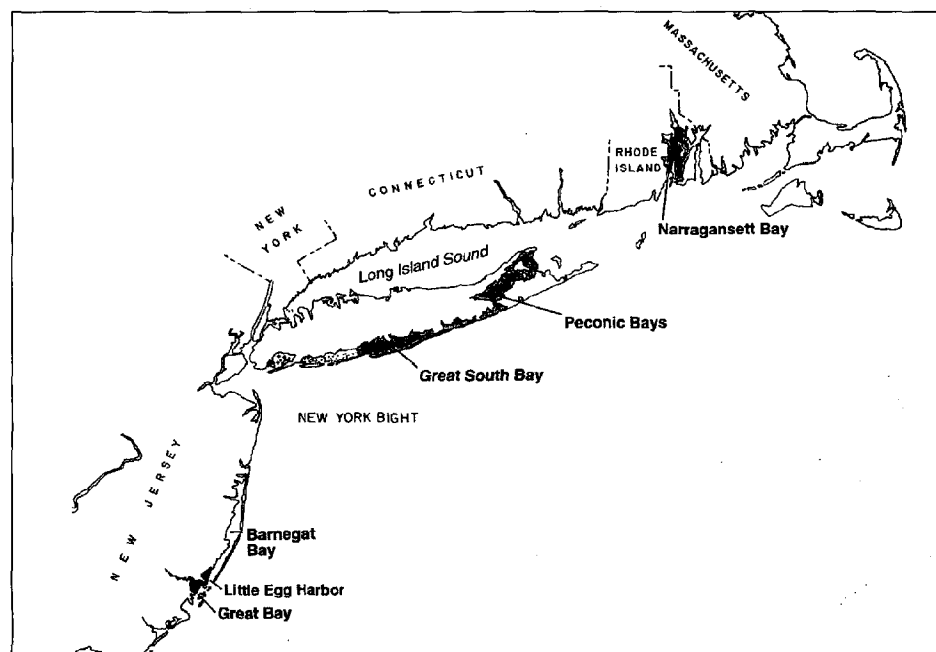 MASSACHUSETTS
RHODE
ISLAND
CONNECTICUT
NEW
YORK
Narragansett Bay
Long Island Sound
Peconic Bays
Great South Bay
NEW YORK BIGHT
NEW JERSEY
Barnegat
Bay
Little Egg Harbor
Great Bay